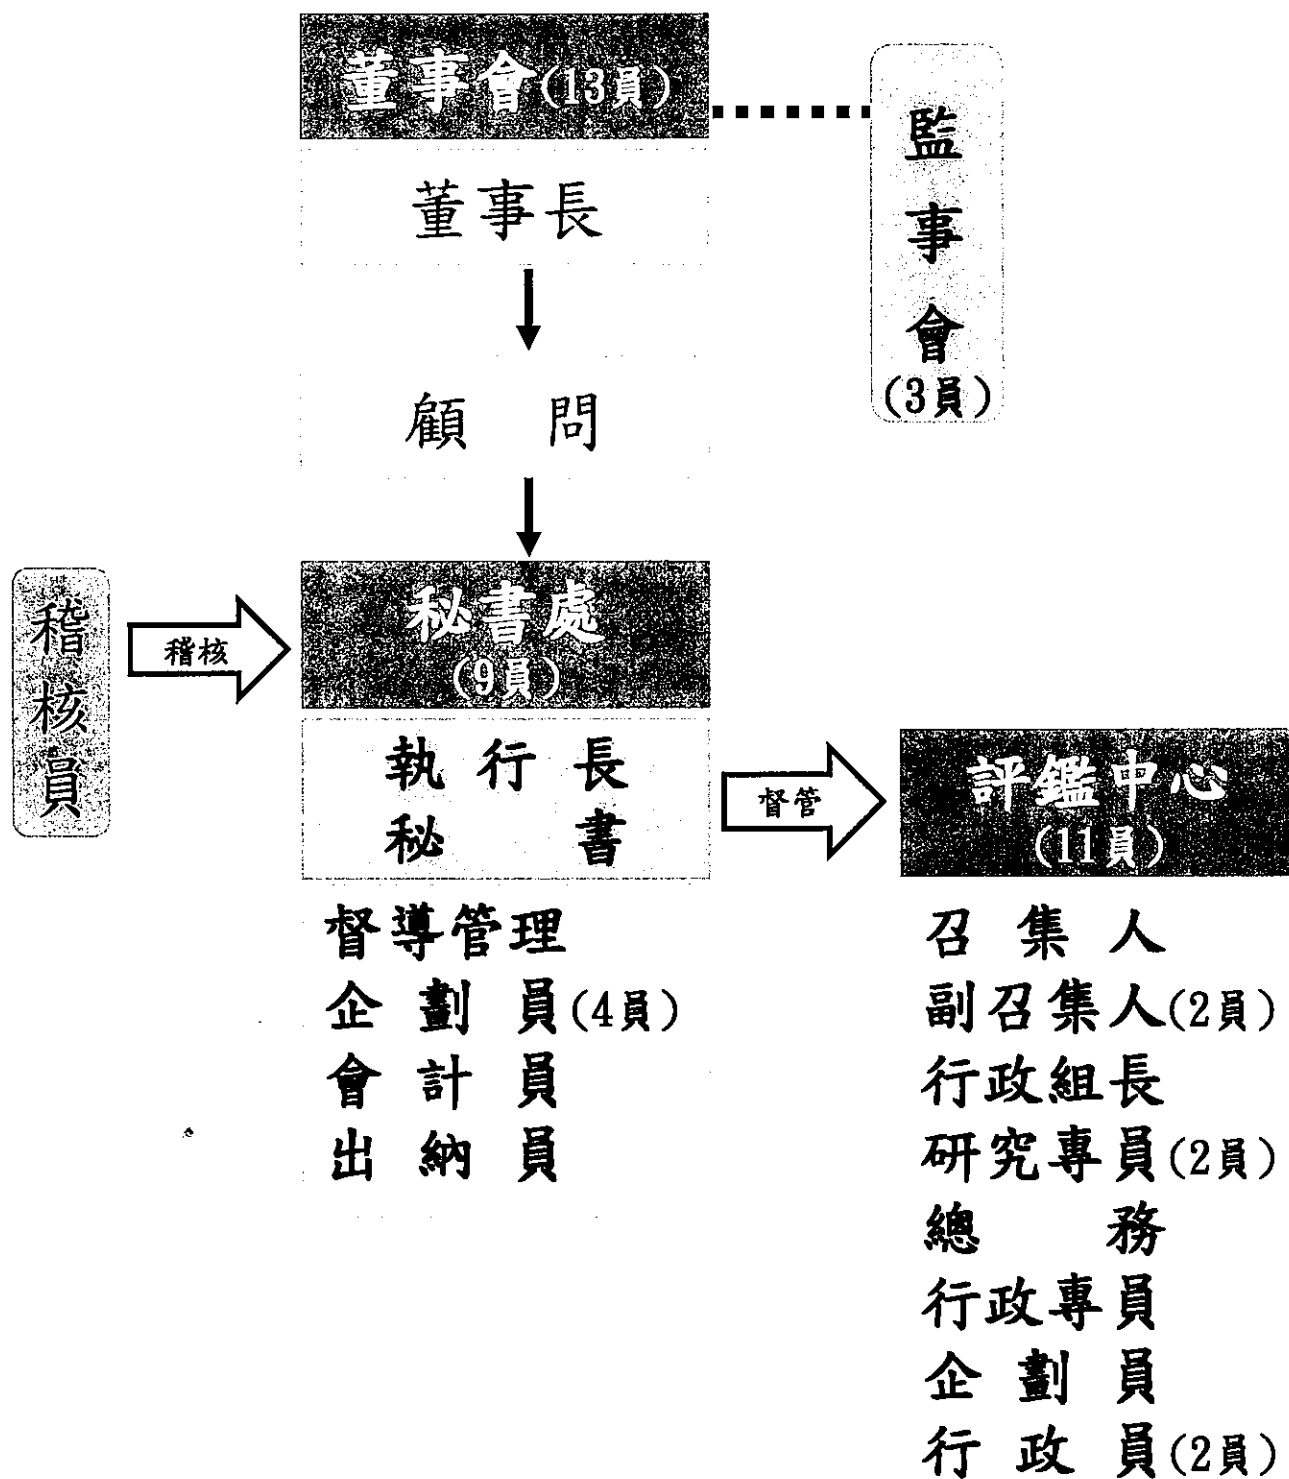 董事會(13員)
董事長
監事會(3員)
顧問
稽核員
稽核
秘書處
(9員)
執行長
秘書
督管
評鑑中心
(11員)
督導管理
企劃員(4員)
會計員
出納員
召集人
副召集人(2員)
行政組長
研究專員(2員)
總務
行政專員
企劃員
行政員(2員)